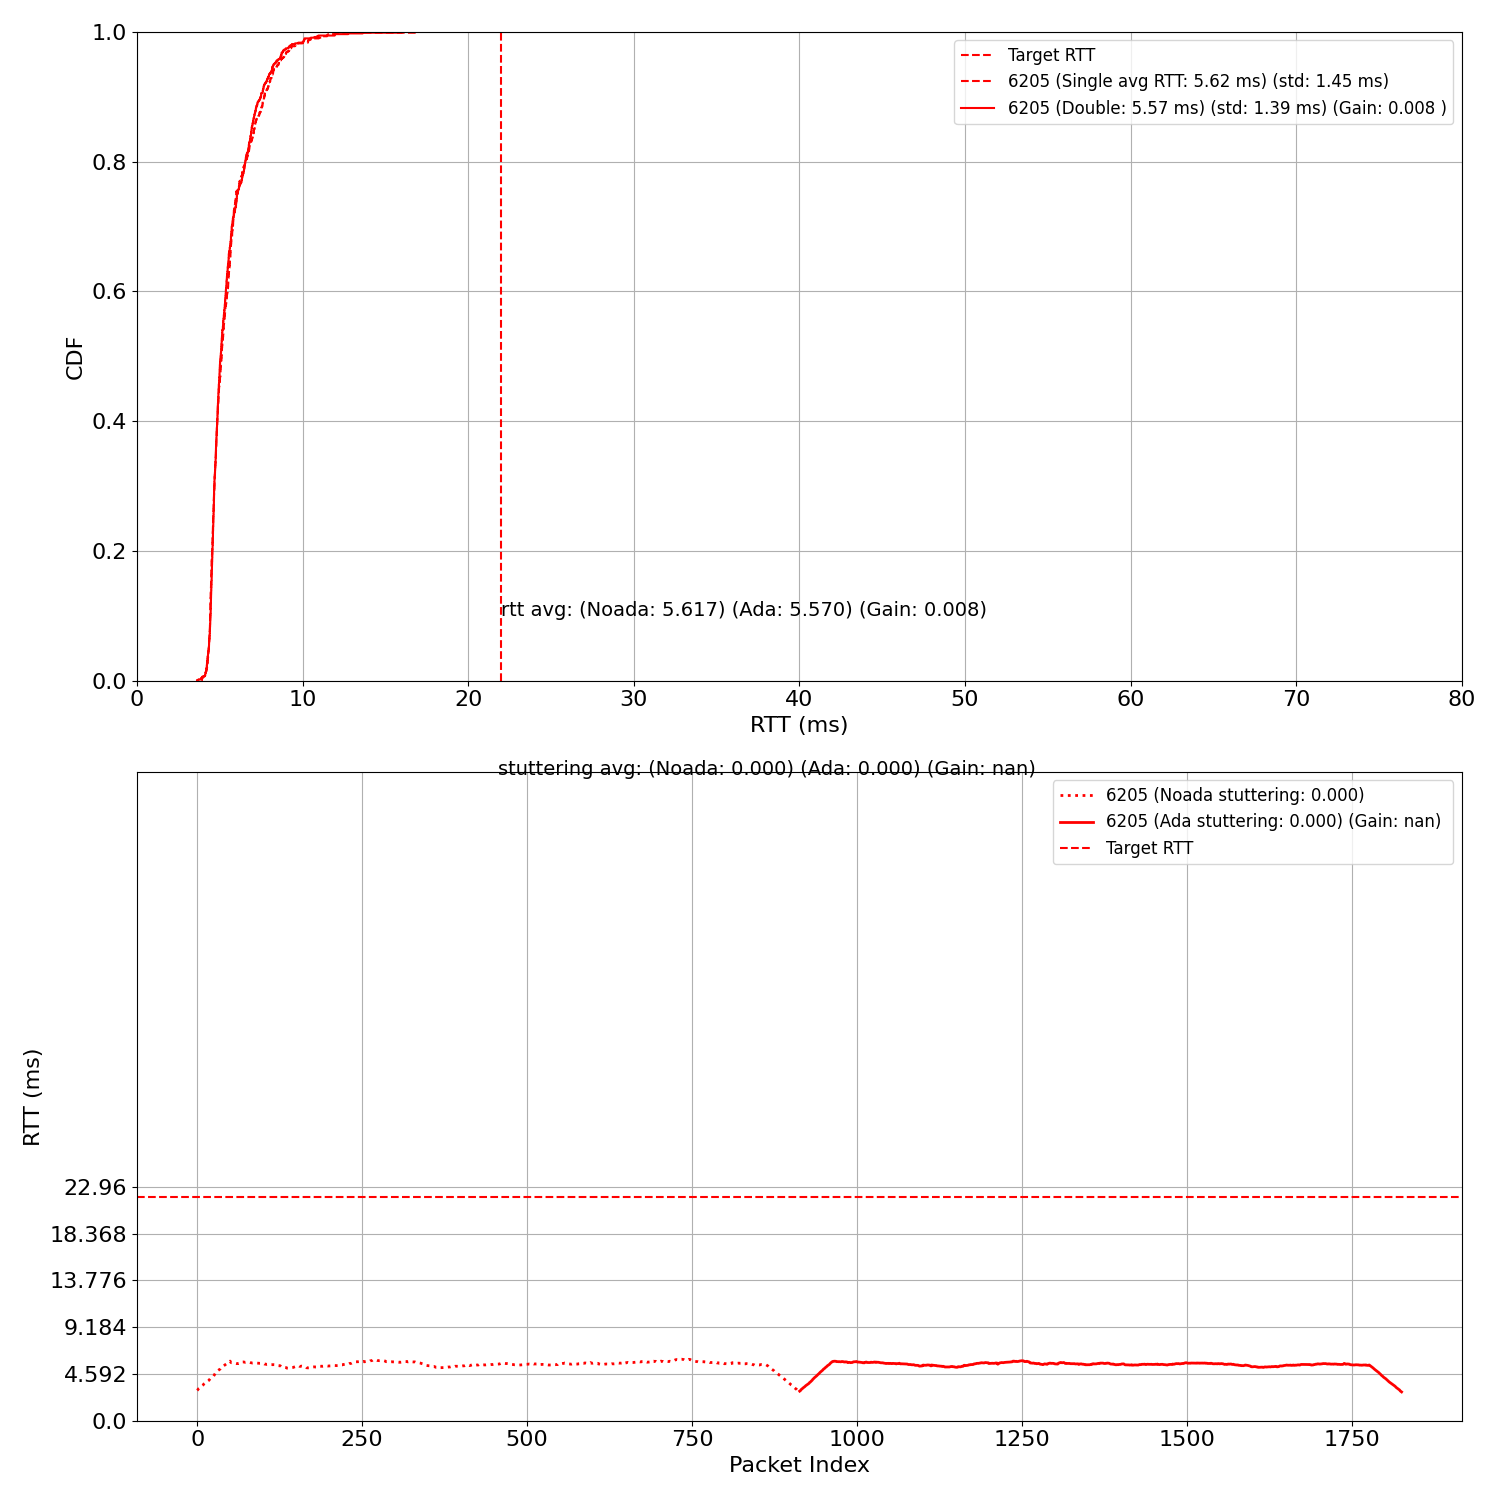 1.0
0.8
0.6
0.4
0.2
0.0
CDF
Target RTT
6205 (Single avg RTT: 5.62 ms) (std: 1.45 ms)
6205 (Double: 5.57 ms) (std: 1.39 ms) (Gain: 0.008 )
rtt avg: (Noada: 5.617) (Ada: 5.570) (Gain: 0.008)
0 10 20 30 40 50 60 70 80
RTT (ms)
stuttering avg: (Noada: 0.000) (Ada: 0.000) (Gain: nan)
6205 (Noada stuttering: 0.000)
6205 (Ada stuttering: 0.000) (Gain: nan)
Target RTT
RTT (ms)
22.96
18.368
13.776
9.184
4.592
0.0
0 250 500 750 1000 1250 1500 1750
Packet Index